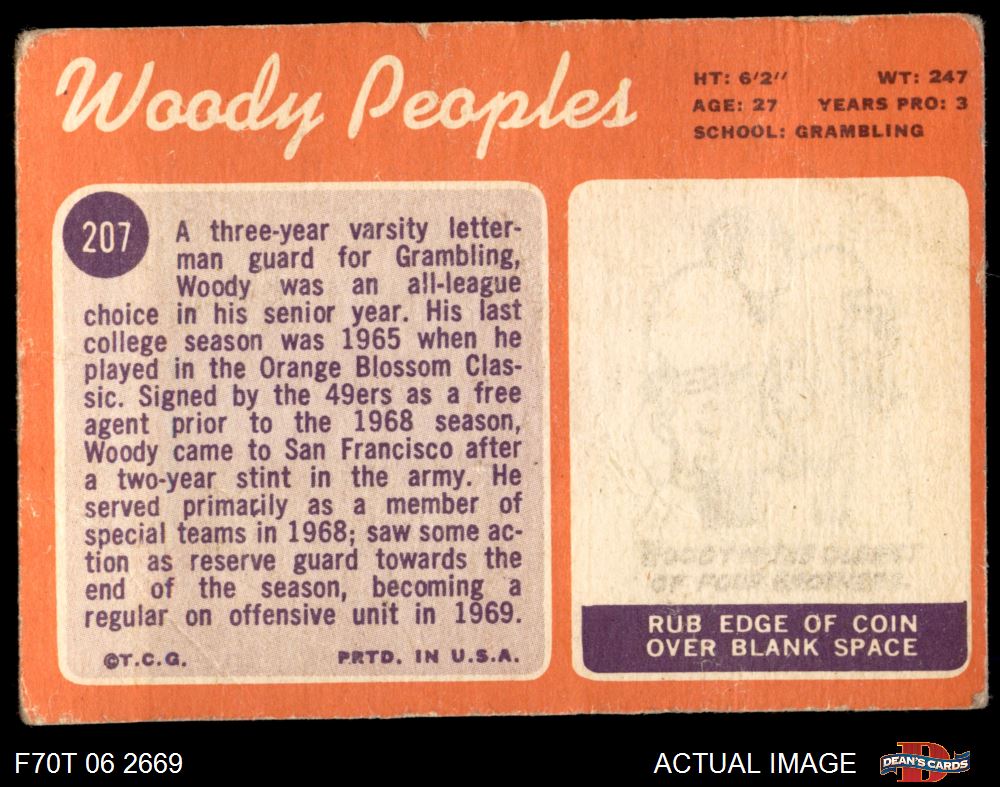 Woody Peoples
HT: 6'2" WT: 247
AGE: 27 YEARS PRO: 3
SCHOOL: GRAMBLING
207
A three-year varsity letter-
man guard for Grambling,
Woody was an all-league
choice in his senior year. His last
college season was 1965 when he
played in the Orange Blossom Clas-
sic. Signed by the 49ers as a free
agent prior to the 1968 season,
Woody came to San Francisco after
a two-year stint in the army. He
served primarily as a member of
special teams in 1968; saw some ac-
tion as reserve guard towards the
end of the season, becoming a
regular on offensive unit in 1969.
©T.C.G. PRTD. IN U.S.A.
OF FOUR
RUB EDGE OF COIN
OVER BLANK SPACE
F70T 06 2669
ACTUAL IMAGE
DEAN'S CARDS